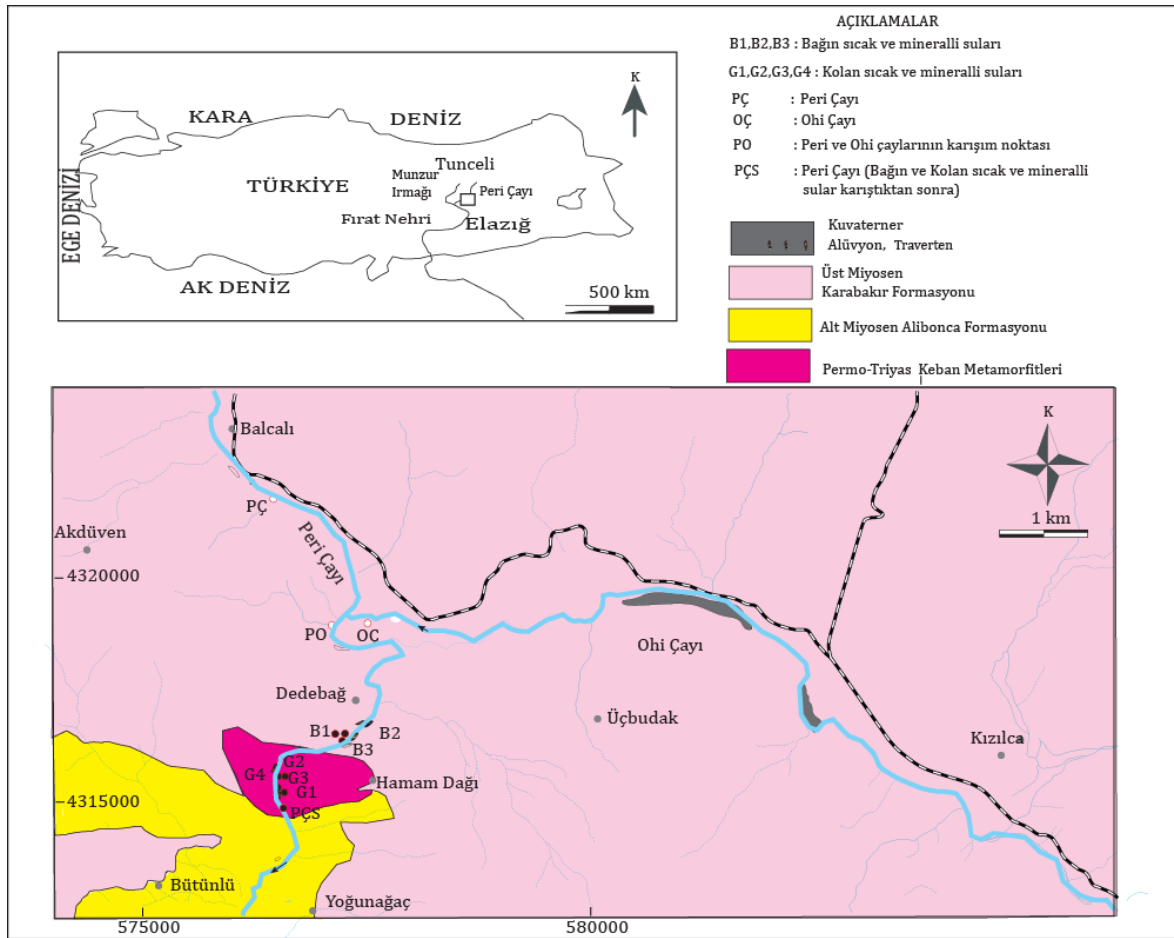 AÇIKLAMALAR
B1,B2,B3 : Bağın sıcak ve mineralli suları
G1,G2,G3,G4 : Kolan sıcak ve mineralli suları
PÇ : Peri Çayı
OÇ : Ohi Çayı
PO : Peri ve Ohi çaylarının karışım noktası
PÇS : Peri Çayı (Bağın ve Kolan sıcak ve mineralli
sular karıştıktan sonra)
Kuvaterner
Alüvyon, Traverten
Üst Miyosen
Karabakır Formasyonu
Alt Miyosen Alibonca Formasyonu
Permo-Triyas Keban Metamorfitleri
K
KARA DENİZ
EGE DENİZİ
TÜRKİYE
Tunceli
Munzur
Irmağı
Peri Çayı
Fırat Nehri
Elazığ
AK DENİZ
500 km
K
1 km
Balcalı
PÇ
Akdüven
Peri Çayı
4320000
PO
OÇ
Ohi Çayı
Dedebağ
Üçbudak
B1
B2
B3
Kızılca
G2
G4
G3
Hamam Dağı
G1
4315000
PÇS
Bütünlü
Yoğunağaç
575000
580000